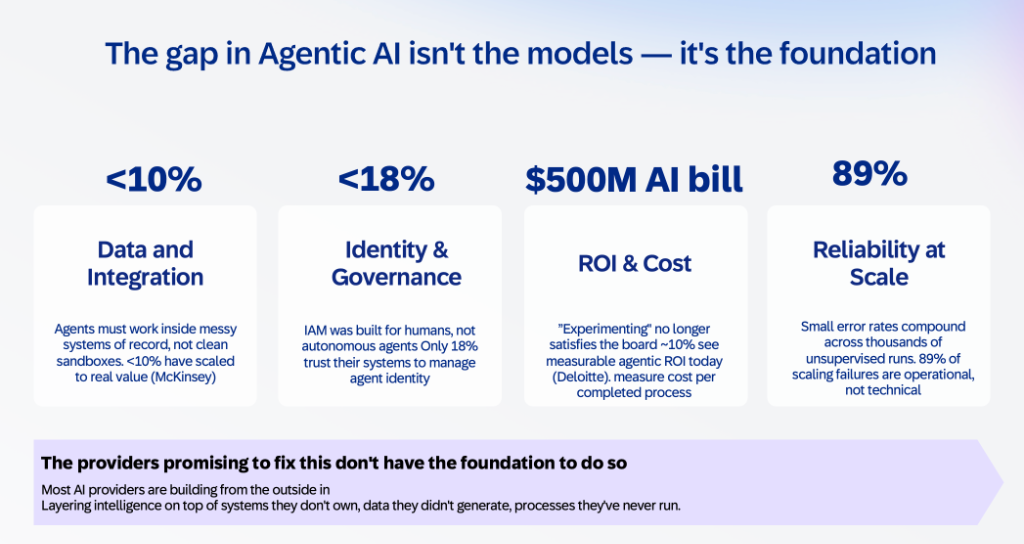 The gap in Agentic AI isn't the models — it's the foundation
<10%
Data and
Integration
Agents must work inside messy
systems of record, not clean
sandboxes. <10% have scaled
to real value (McKinsey)
<18%
Identity &
Governance
IAM was built for humans, not
autonomous agents Only 18%
trust their systems to manage
agent identity
$500M AI bill
ROI & Cost
"Experimenting" no longer
satisfies the board ~10% see
measurable agentic ROI today
(Deloitte). measure cost per
completed process
89%
Reliability at
Scale
Small error rates compound
across thousands of
unsupervised runs. 89% of
scaling failures are operational,
not technical
The providers promising to fix this don't have the foundation to do so
Most AI providers are building from the outside in
Layering intelligence on top of systems they don't own, data they didn't generate, processes they've never run.